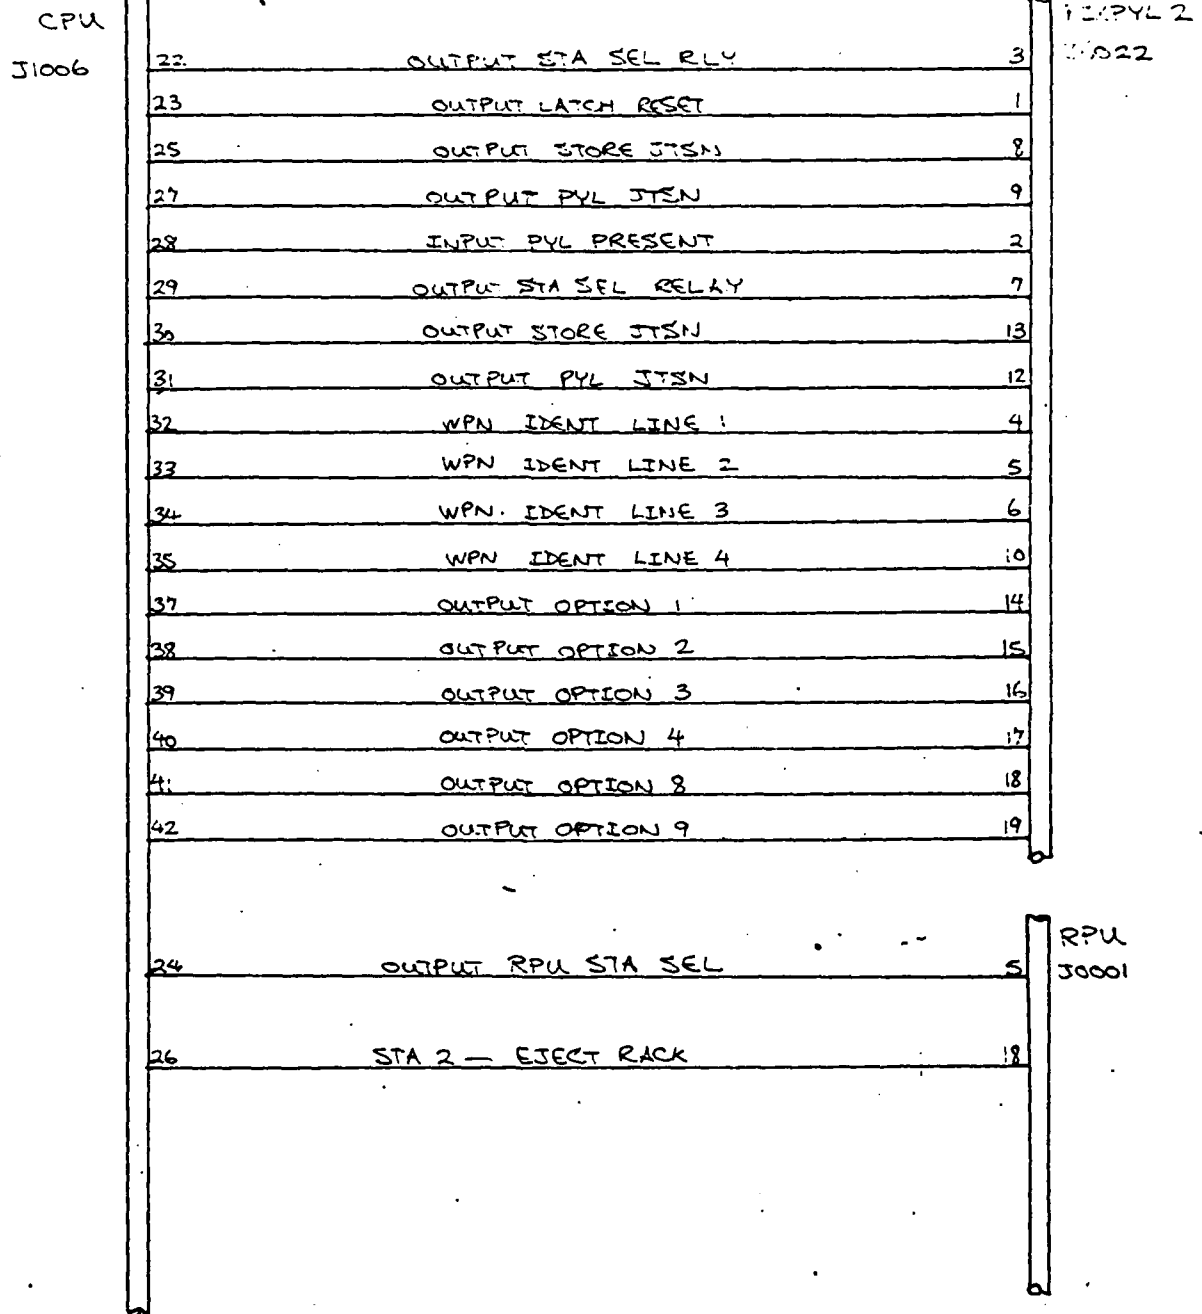 CPU
J1006
22 OUTPUT STA SEL RLY 3
23 OUTPUT LATCH RESET 1
25 OUTPUT STORE JTSN 8
27 OUTPUT PYL JTSN 9
28 INPUT PYL PRESENT 2
29 OUTPUT STA SEL RELAY 7
30 OUTPUT STORE JTSN 13
31 OUTPUT PYL JTSN 12
32 WPN IDENT LINE 1 4
33 WPN IDENT LINE 2 5
34 WPN. IDENT LINE 3 6
35 WPN IDENT LINE 4 10
37 OUTPUT OPTION 1 14
38 OUTPUT OPTION 2 15
39 OUTPUT OPTION 3 16
40 OUTPUT OPTION 4 17
41 OUTPUT OPTION 8 18
42 OUTPUT OPTION 9 19
RPU
J0001
24 OUTPUT RPU STA SEL 5
26 STA 2 — EJECT RACK 18